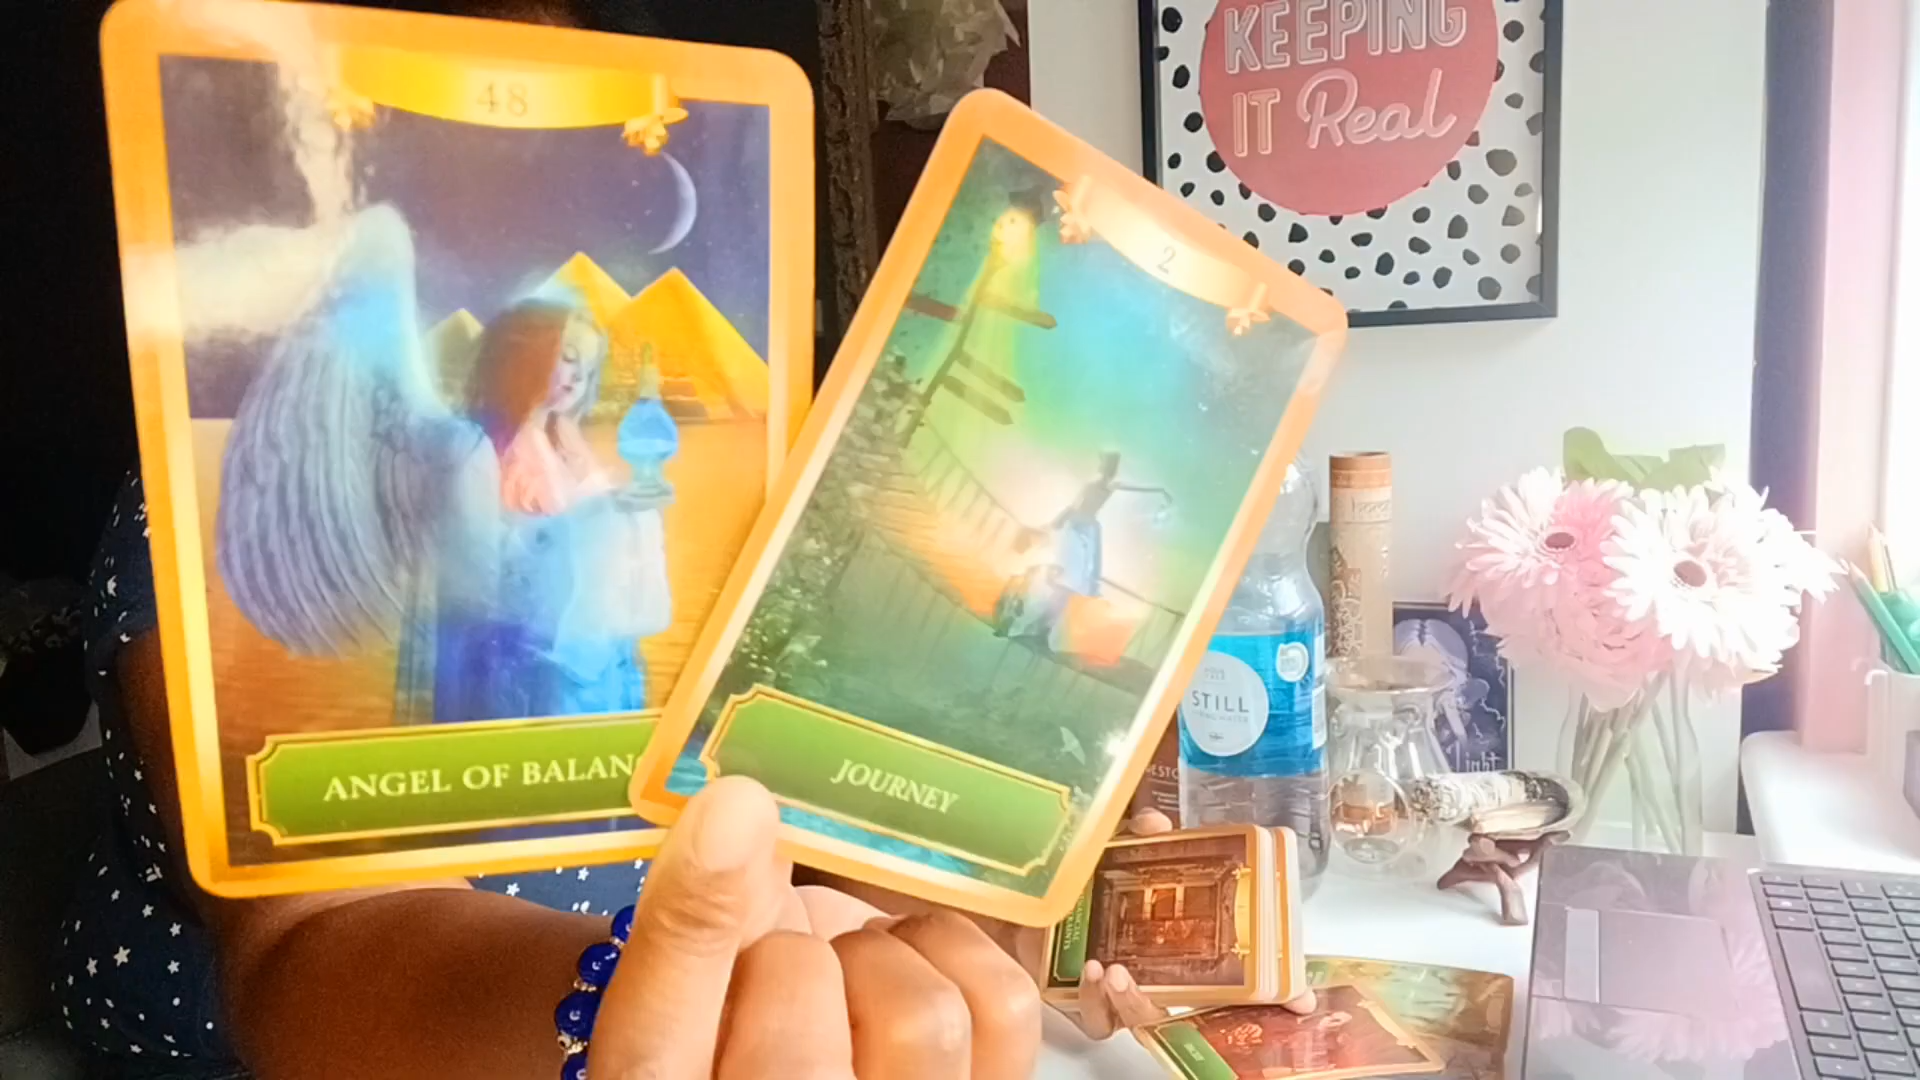 48
ANGEL OF BALAN
2
JOURNEY
KEEPING
IT Real
STILL